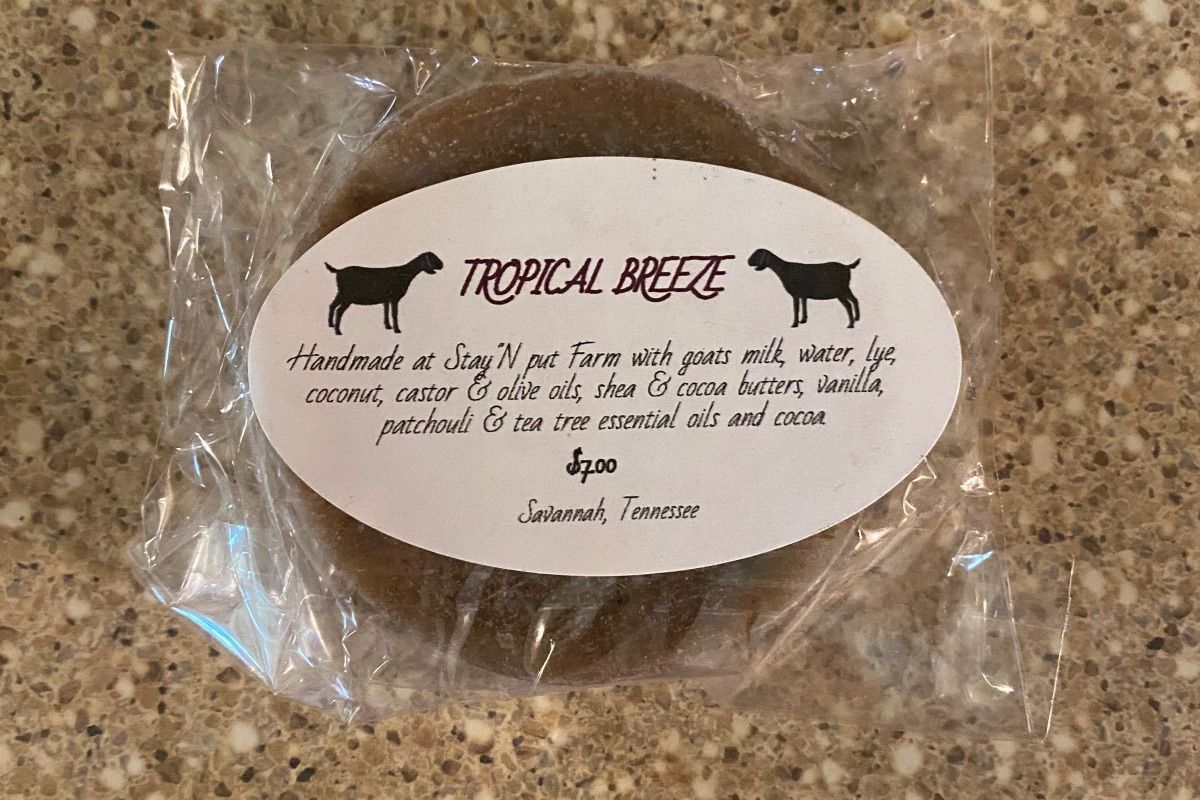 TROPICAL BREEZE
Handmade at Stay"N put Farm with goats milk, water, lye,
coconut, castor & olive oils, shea & cocoa butters, vanilla,
patchouli & tea tree essential oils and cocoa
$7.00
Savannah, Tennessee